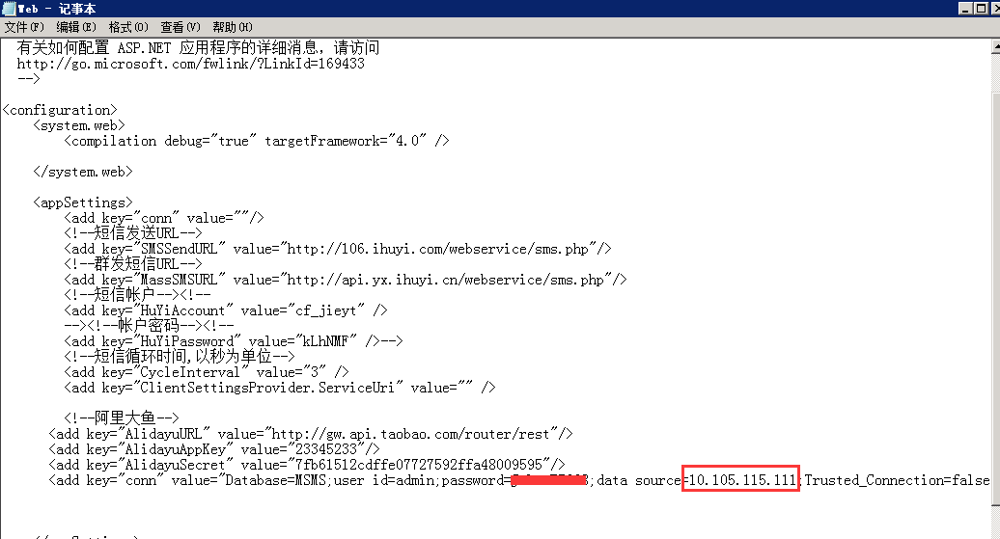 Web - 记事本
文件(F) 编辑(E) 格式(O) 查看(V) 帮助(H)
有关如何配置 ASP.NET 应用程序的详细消息，请访问
http://go.microsoft.com/fwlink/?LinkId=169433
-->
<configuration>
<system.web>
<compilation debug="true" targetFramework="4.0" />
</system.web>
<appSettings>
<add key="conn" value=""/>
<!--短信发送URL-->
<add key="SMSSendURL" value="http://106.ihuyi.com/webservice/sms.php"/>
<!--群发短信URL-->
<add key="MassSMSURL" value="http://api.yx.ihuyi.cn/webservice/sms.php"/>
<!--短信帐户--><!--
<add key="HuYiAccount" value="cf_jieyt" />
--><!--帐户密码--><!--
<add key="HuYiPassword" value="kLhNMF" />-->
<!--短信循环时间,以秒为单位-->
<add key="CycleInterval" value="3" />
<add key="ClientSettingsProvider.ServiceUri" value="" />
<!--阿里大鱼-->
<add key="AlidayuURL" value="http://gw.api.taobao.com/router/rest"/>
<add key="AlidayuAppKey" value="23345233"/>
<add key="AlidayuSecret" value="7fb61512cdffe07727592ffa48009595"/>
<add key="conn" value="Database=MSMS;user id=admin;password=;data source=10.105.115.111;Trusted_Connection=false